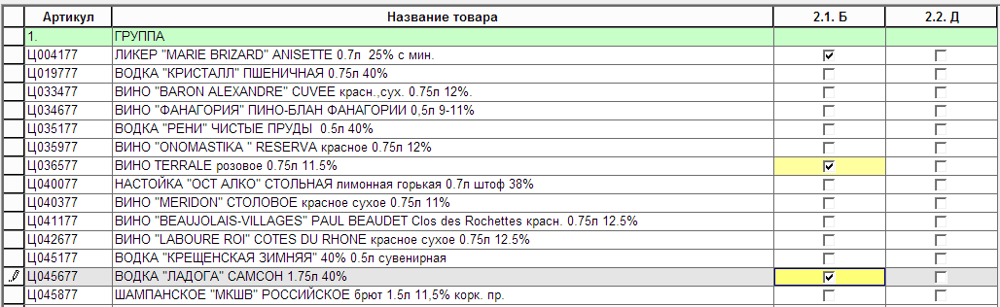 Артикул Название товара 2.1. Б 2.2. Д
1. ГРУППА
Ц004177 ЛИКЕР "MARIE BRIZARD" ANISETTE 0.7л 25% с мин.
Ц019777 ВОДКА "КРИСТАЛЛ" ПШЕНИЧНАЯ 0.75л 40%
Ц033477 ВИНО "BARON ALEXANDRE" CUVEE красн.,сух. 0.75л 12%.
Ц034677 ВИНО "ФАНАГОРИЯ" ПИНО-БЛАН ФАНАГОРИИ 0,5л 9-11%
Ц035177 ВОДКА "РЕНИ" ЧИСТЫЕ ПРУДЫ 0.5л 40%
Ц035977 ВИНО "ONOMASTIKA " RESERVA красное 0.75л 12%
Ц036577 ВИНО TERRALE розовое 0.75л 11.5%
Ц040077 НАСТОЙКА "ОСТ АЛКО" СТОЛЬНАЯ лимонная горькая 0.7л штоф 38%
Ц040377 ВИНО "MERIDON" СТОЛОВОЕ красное сухое 0.75л 11%
Ц041177 ВИНО "BEAUJOLAIS-VILLAGES" PAUL BEAUDET Clos des Rochettes красн. 0.75л 12.5%
Ц042677 ВИНО "LABOURE ROI" COTES DU RHONE красное сухое 0.75л 12.5%
Ц045177 ВОДКА "КРЕЩЕНСКАЯ ЗИМНЯЯ" 40% 0.5л сувенирная
Ц045677 ВОДКА "ЛАДОГА" САМСОН 1.75л 40%
Ц045877 ШАМПАНСКОЕ "МКШВ" РОССИЙСКОЕ брют 1.5л 11,5% корк. пр.